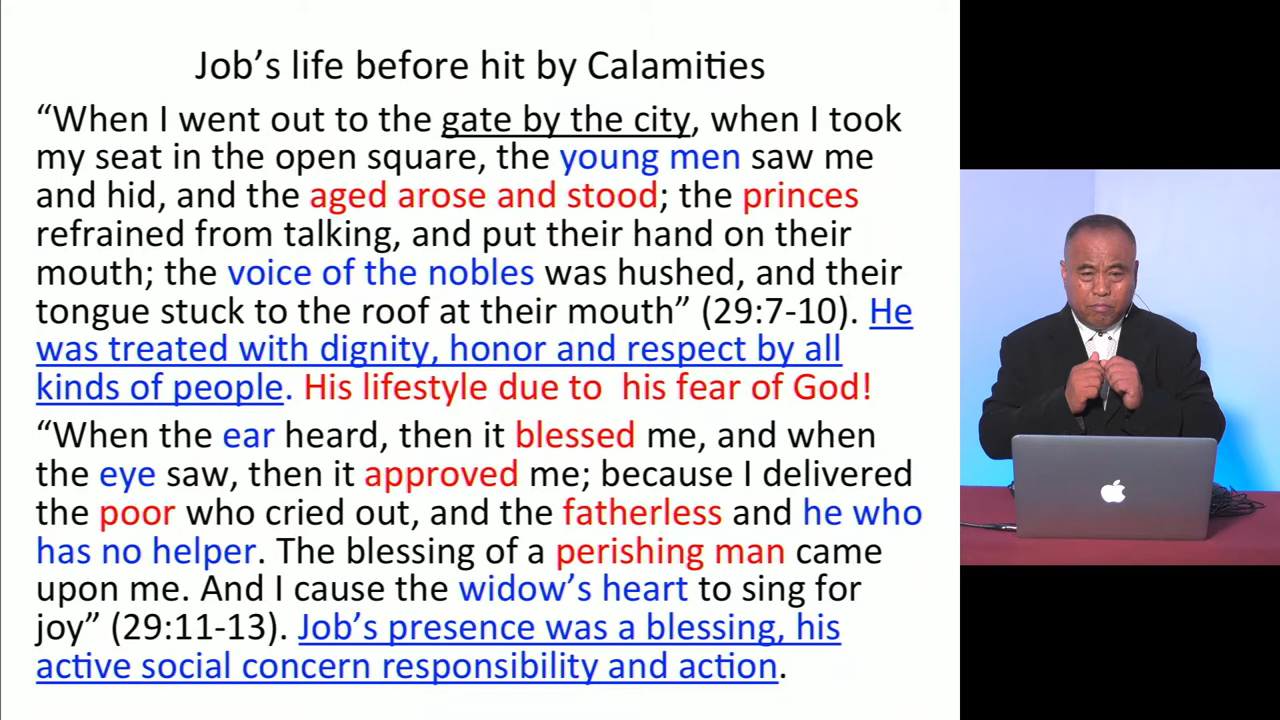 Job’s life before hit by Calamities
“When I went out to the gate by the city, when I took
my seat in the open square, the young men saw me
and hid, and the aged arose and stood; the princes
refrained from talking, and put their hand on their
mouth; the voice of the nobles was hushed, and their
tongue stuck to the roof at their mouth” (29:7-10). He
was treated with dignity, honor and respect by all
kinds of people. His lifestyle due to  his fear of God!
“When the ear heard, then it blessed me, and when
the eye saw, then it approved me; because I delivered
the poor who cried out, and the fatherless and he who
has no helper. The blessing of a perishing man came
upon me. And I cause the widow’s heart to sing for
joy” (29:11-13). Job’s presence was a blessing, his
active social concern responsibility and action.